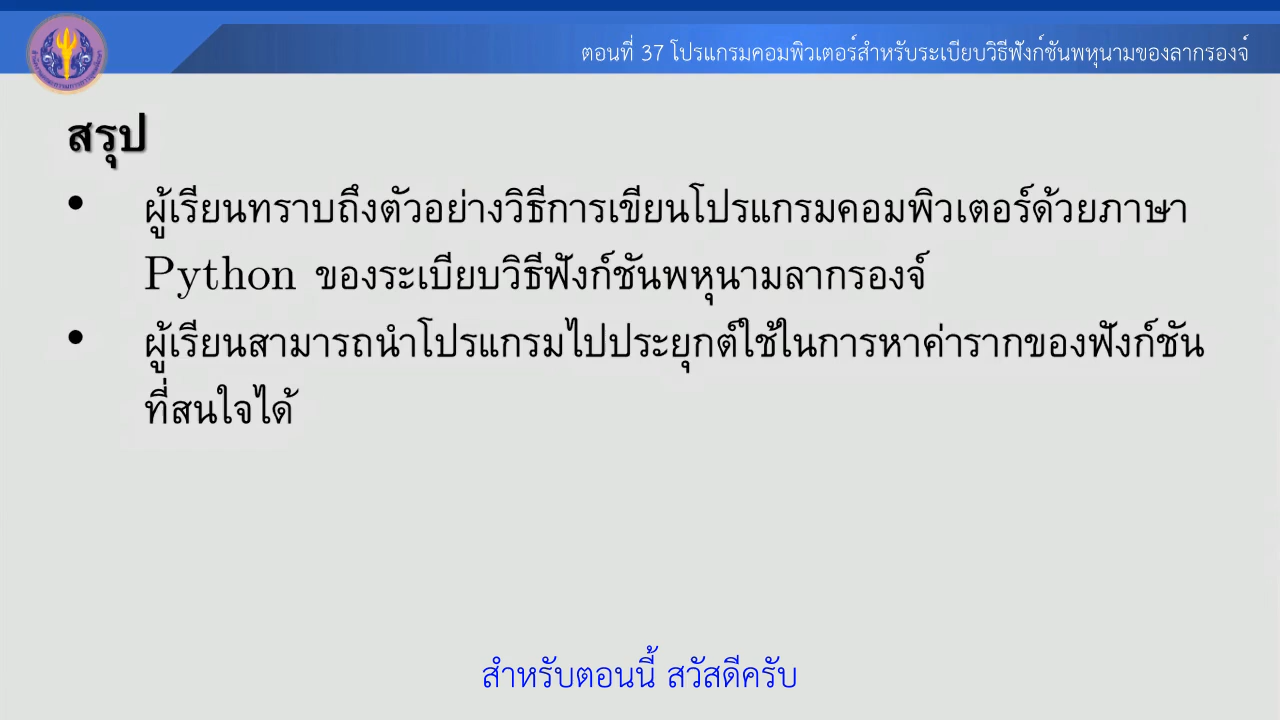 ตอนที่ 37 โปรแกรมคอมพิวเตอร์สำหรับระเบียบวิธีฟังก์ชันพหุนามของลากรองจ์
สรุป
• ผู้เรียนทราบถึงตัวอย่างวิธีการเขียนโปรแกรมคอมพิวเตอร์ด้วยภาษา
Python ของระเบียบวิธีฟังก์ชันพหุนามลากรองจ์
• ผู้เรียนสามารถนำโปรแกรมไปประยุกต์ใช้ในการหาค่ารากของฟังก์ชัน
ที่สนใจได้
สำหรับตอนนี้ สวัสดีครับ